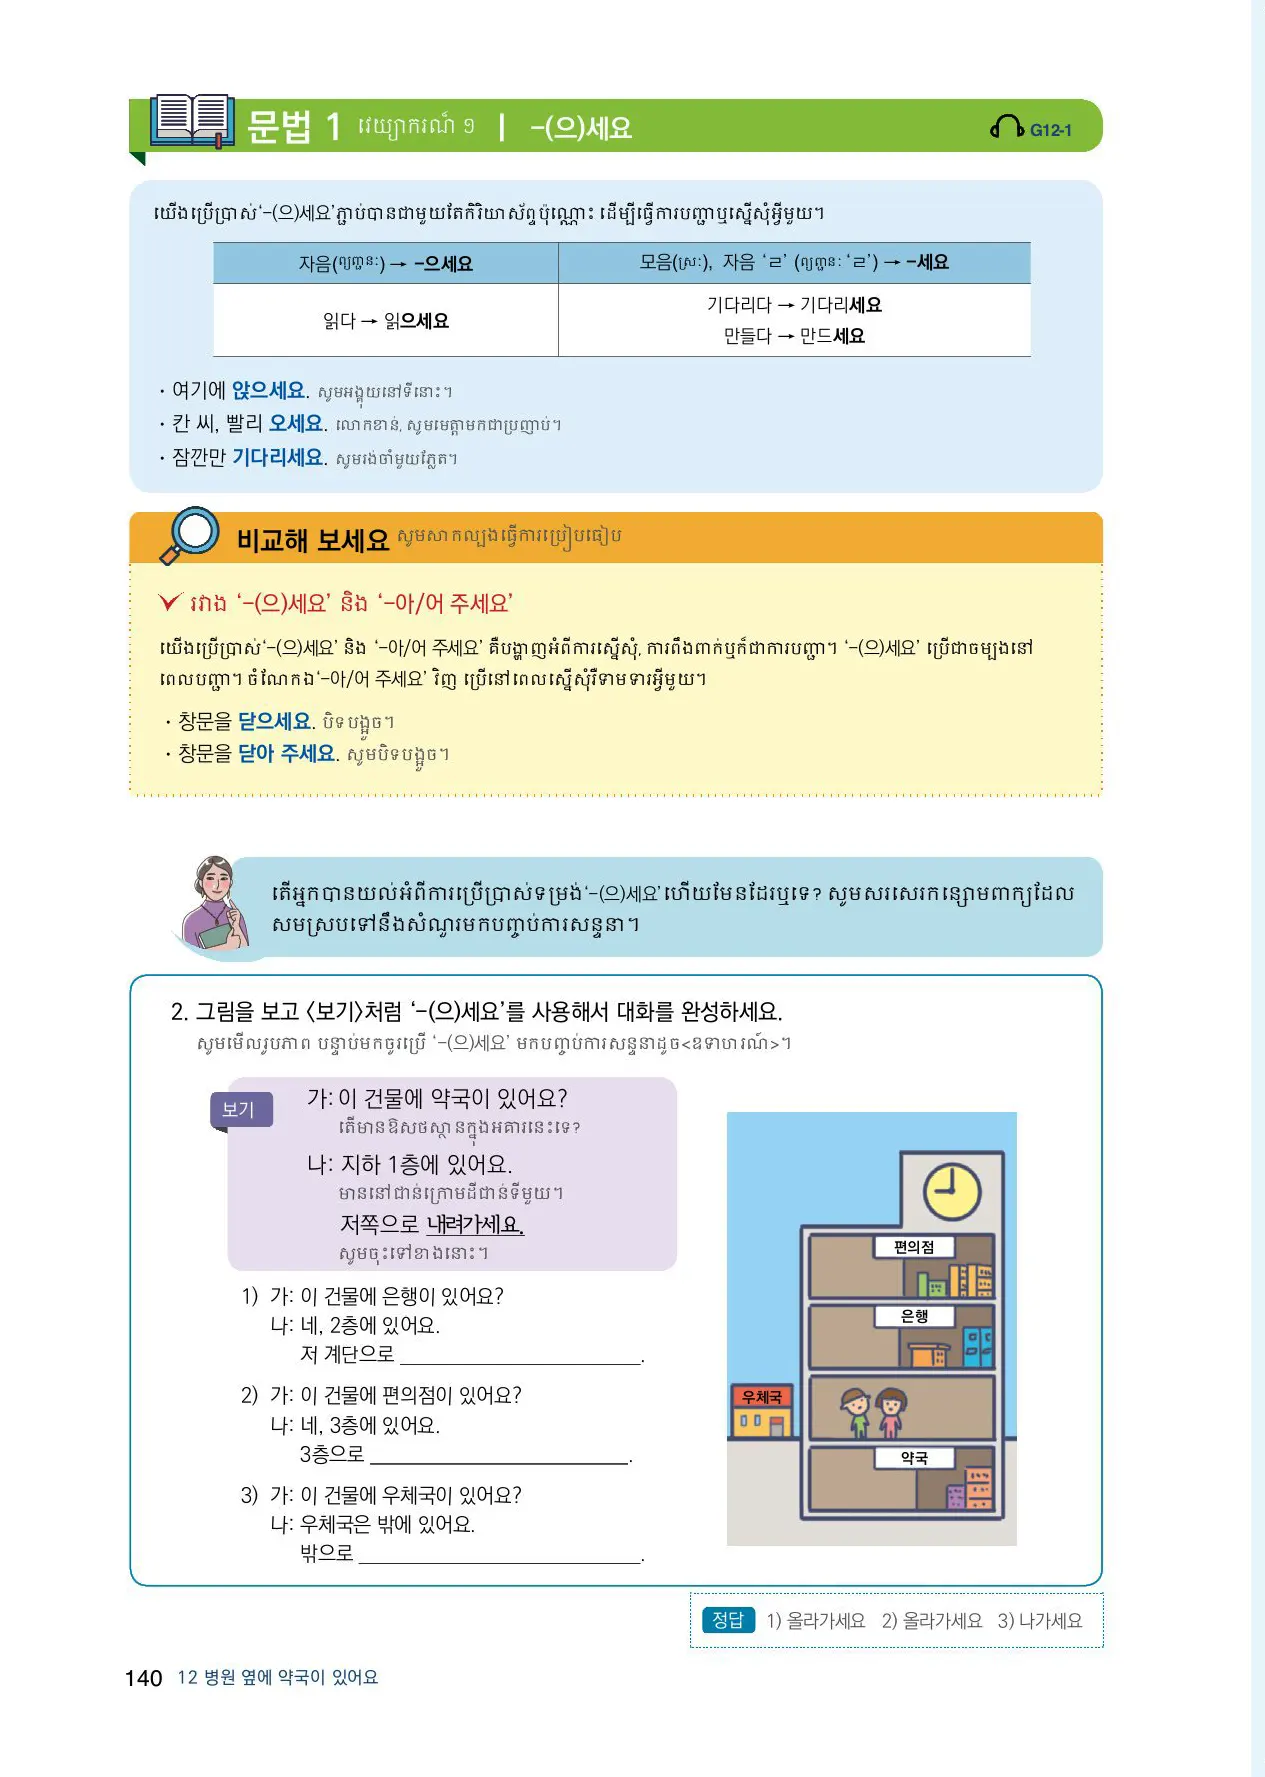 문법 1 វេយ្យាករណ៍ ១ | -(으)세요
G12-1
យើងប្រើប្រាស់‘-(으)세요’ភ្ជាប់បានជាមួយតែកិរិយាស័ព្ទប៉ុណ្ណោះ ដើម្បីធ្វើការបញ្ជាឬស្នើសុំអ្វីមួយ។
자음(ព្យញ្ជនៈ) → -으세요
모음(ស្រៈ), 자음 ‘ㄹ’ (ព្យញ្ជនៈ ‘ㄹ’) → -세요
읽다 → 읽으세요
기다리다 → 기다리세요
만들다 → 만드세요
· 여기에 앉으세요. សូមអង្គុយនៅទីនោះ។
· 칸 씨, 빨리 오세요. លោកខាន់, សូមមេត្តាមកជាប្រញាប់។
· 잠깐만 기다리세요. សូមរង់ចាំមួយភ្លែត។
비교해 보세요 សូមសាកល្បងធ្វើការប្រៀបធៀប
រវាង ‘-(으)세요’ និង ‘-아/어 주세요’
យើងប្រើប្រាស់‘-(으)세요’ និង ‘-아/어 주세요’ គឺបង្ហាញអំពីការស្នើសុំ, ការពឹងពាក់ឬក៏ជាការបញ្ជា។ ‘-(으)세요’ ប្រើជាចម្បងនៅ
ពេលបញ្ជា។ ចំណែកឯ‘-아/어 주세요’ វិញ ប្រើនៅពេលស្នើសុំរឺទាមទារអ្វីមួយ។
· 창문을 닫으세요. បិទបង្អួច។
· 창문을 닫아 주세요. សូមបិទបង្អួច។
តើអ្នកបានយល់អំពីការប្រើប្រាស់ទម្រង់‘-(으)세요’ហើយមែនដែរឬទេ? សូមសរសេរកន្សោមពាក្យដែល
សមស្របទៅនឹងសំណួរមកបញ្ចប់ការសន្ទនា។
2. 그림을 보고 〈보기〉처럼 ‘-(으)세요’를 사용해서 대화를 완성하세요.
សូមមើលរូបភាព បន្ទាប់មកចូរប្រើ ‘-(으)세요’ មកបញ្ចប់ការសន្ទនាដូច<ឧទាហរណ៍>។
보기
가: 이 건물에 약국이 있어요?
តើមានឱសថស្ថានក្នុងអគារនេះទេ?
나: 지하 1층에 있어요.
មាននៅជាន់ក្រោមដីជាន់ទីមួយ។
저쪽으로 내려가세요.
សូមចុះទៅខាងនោះ។
1) 가: 이 건물에 은행이 있어요?
나: 네, 2층에 있어요.
저 계단으로 ____________________.
2) 가: 이 건물에 편의점이 있어요?
나: 네, 3층에 있어요.
3층으로 ____________________.
3) 가: 이 건물에 우체국이 있어요?
나: 우체국은 밖에 있어요.
밖으로 ____________________.
편의점
은행
우체국
약국
정답 1) 올라가세요 2) 올라가세요 3) 나가세요
140 12 병원 옆에 약국이 있어요